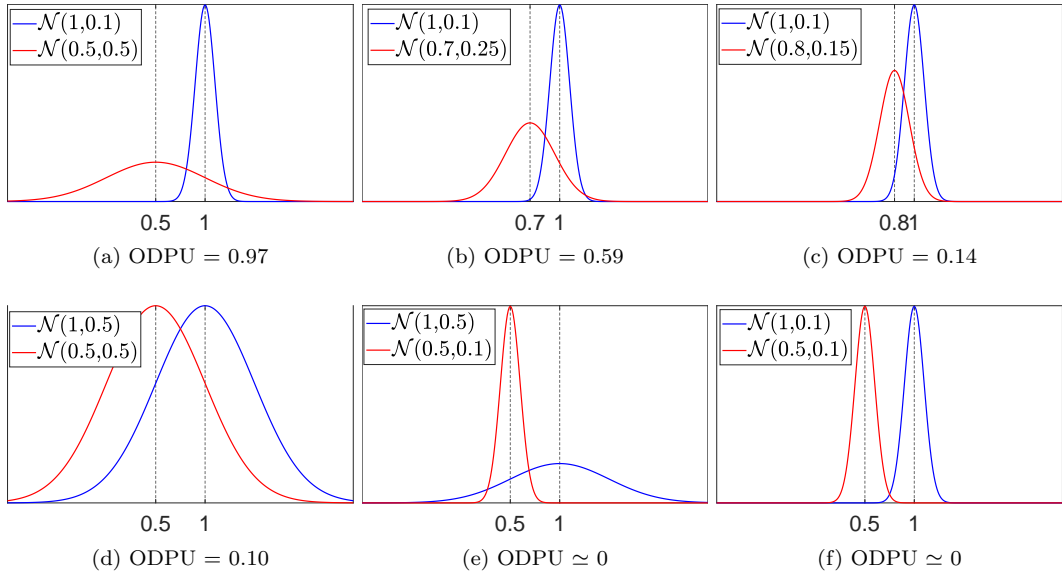 𝒩(1,0.1)
𝒩(0.5,0.5)
0.5 1
(a) ODPU = 0.97
𝒩(1,0.1)
𝒩(0.7,0.25)
0.7 1
(b) ODPU = 0.59
𝒩(1,0.1)
𝒩(0.8,0.15)
0.81
(c) ODPU = 0.14
𝒩(1,0.5)
𝒩(0.5,0.5)
0.5 1
(d) ODPU = 0.10
𝒩(1,0.5)
𝒩(0.5,0.1)
0.5 1
(e) ODPU ≃ 0
𝒩(1,0.1)
𝒩(0.5,0.1)
0.5 1
(f) ODPU ≃ 0